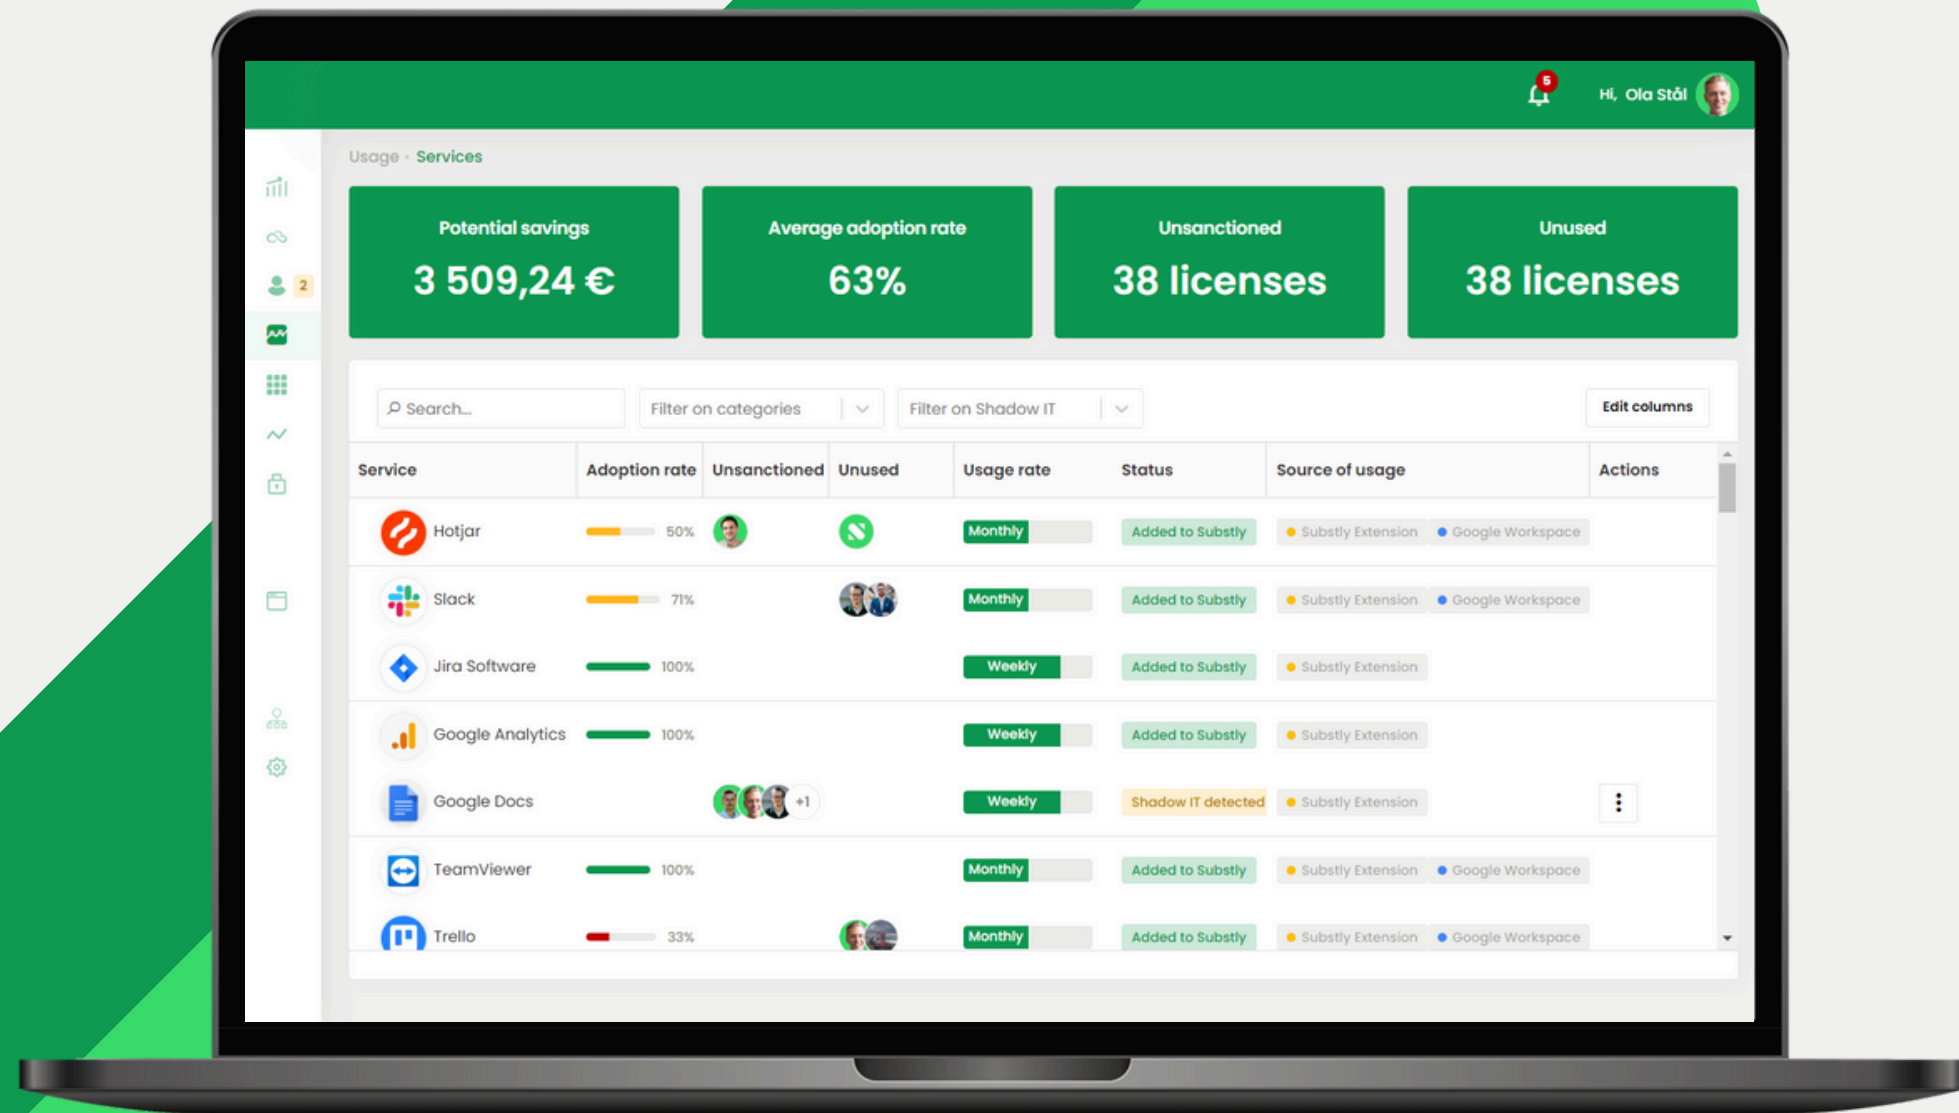 5
Hi, Ola Stål
Usage · Services
Potential savings
3 509,24 €
Average adoption rate
63%
Unsanctioned
38 licenses
Unused
38 licenses
2
Search...
Filter on categories
Filter on Shadow IT
Edit columns
Service Adoption rate Unsanctioned Unused Usage rate Status Source of usage Actions
Hotjar 50% Monthly Added to Substly Substly Extension Google Workspace
Slack 71% Monthly Added to Substly Substly Extension Google Workspace
Jira Software 100% Weekly Added to Substly Substly Extension
Google Analytics 100% Weekly Added to Substly Substly Extension
Google Docs +1 Weekly Shadow IT detected Substly Extension
TeamViewer 100% Monthly Added to Substly Substly Extension Google Workspace
Trello 33% Monthly Added to Substly Substly Extension Google Workspace